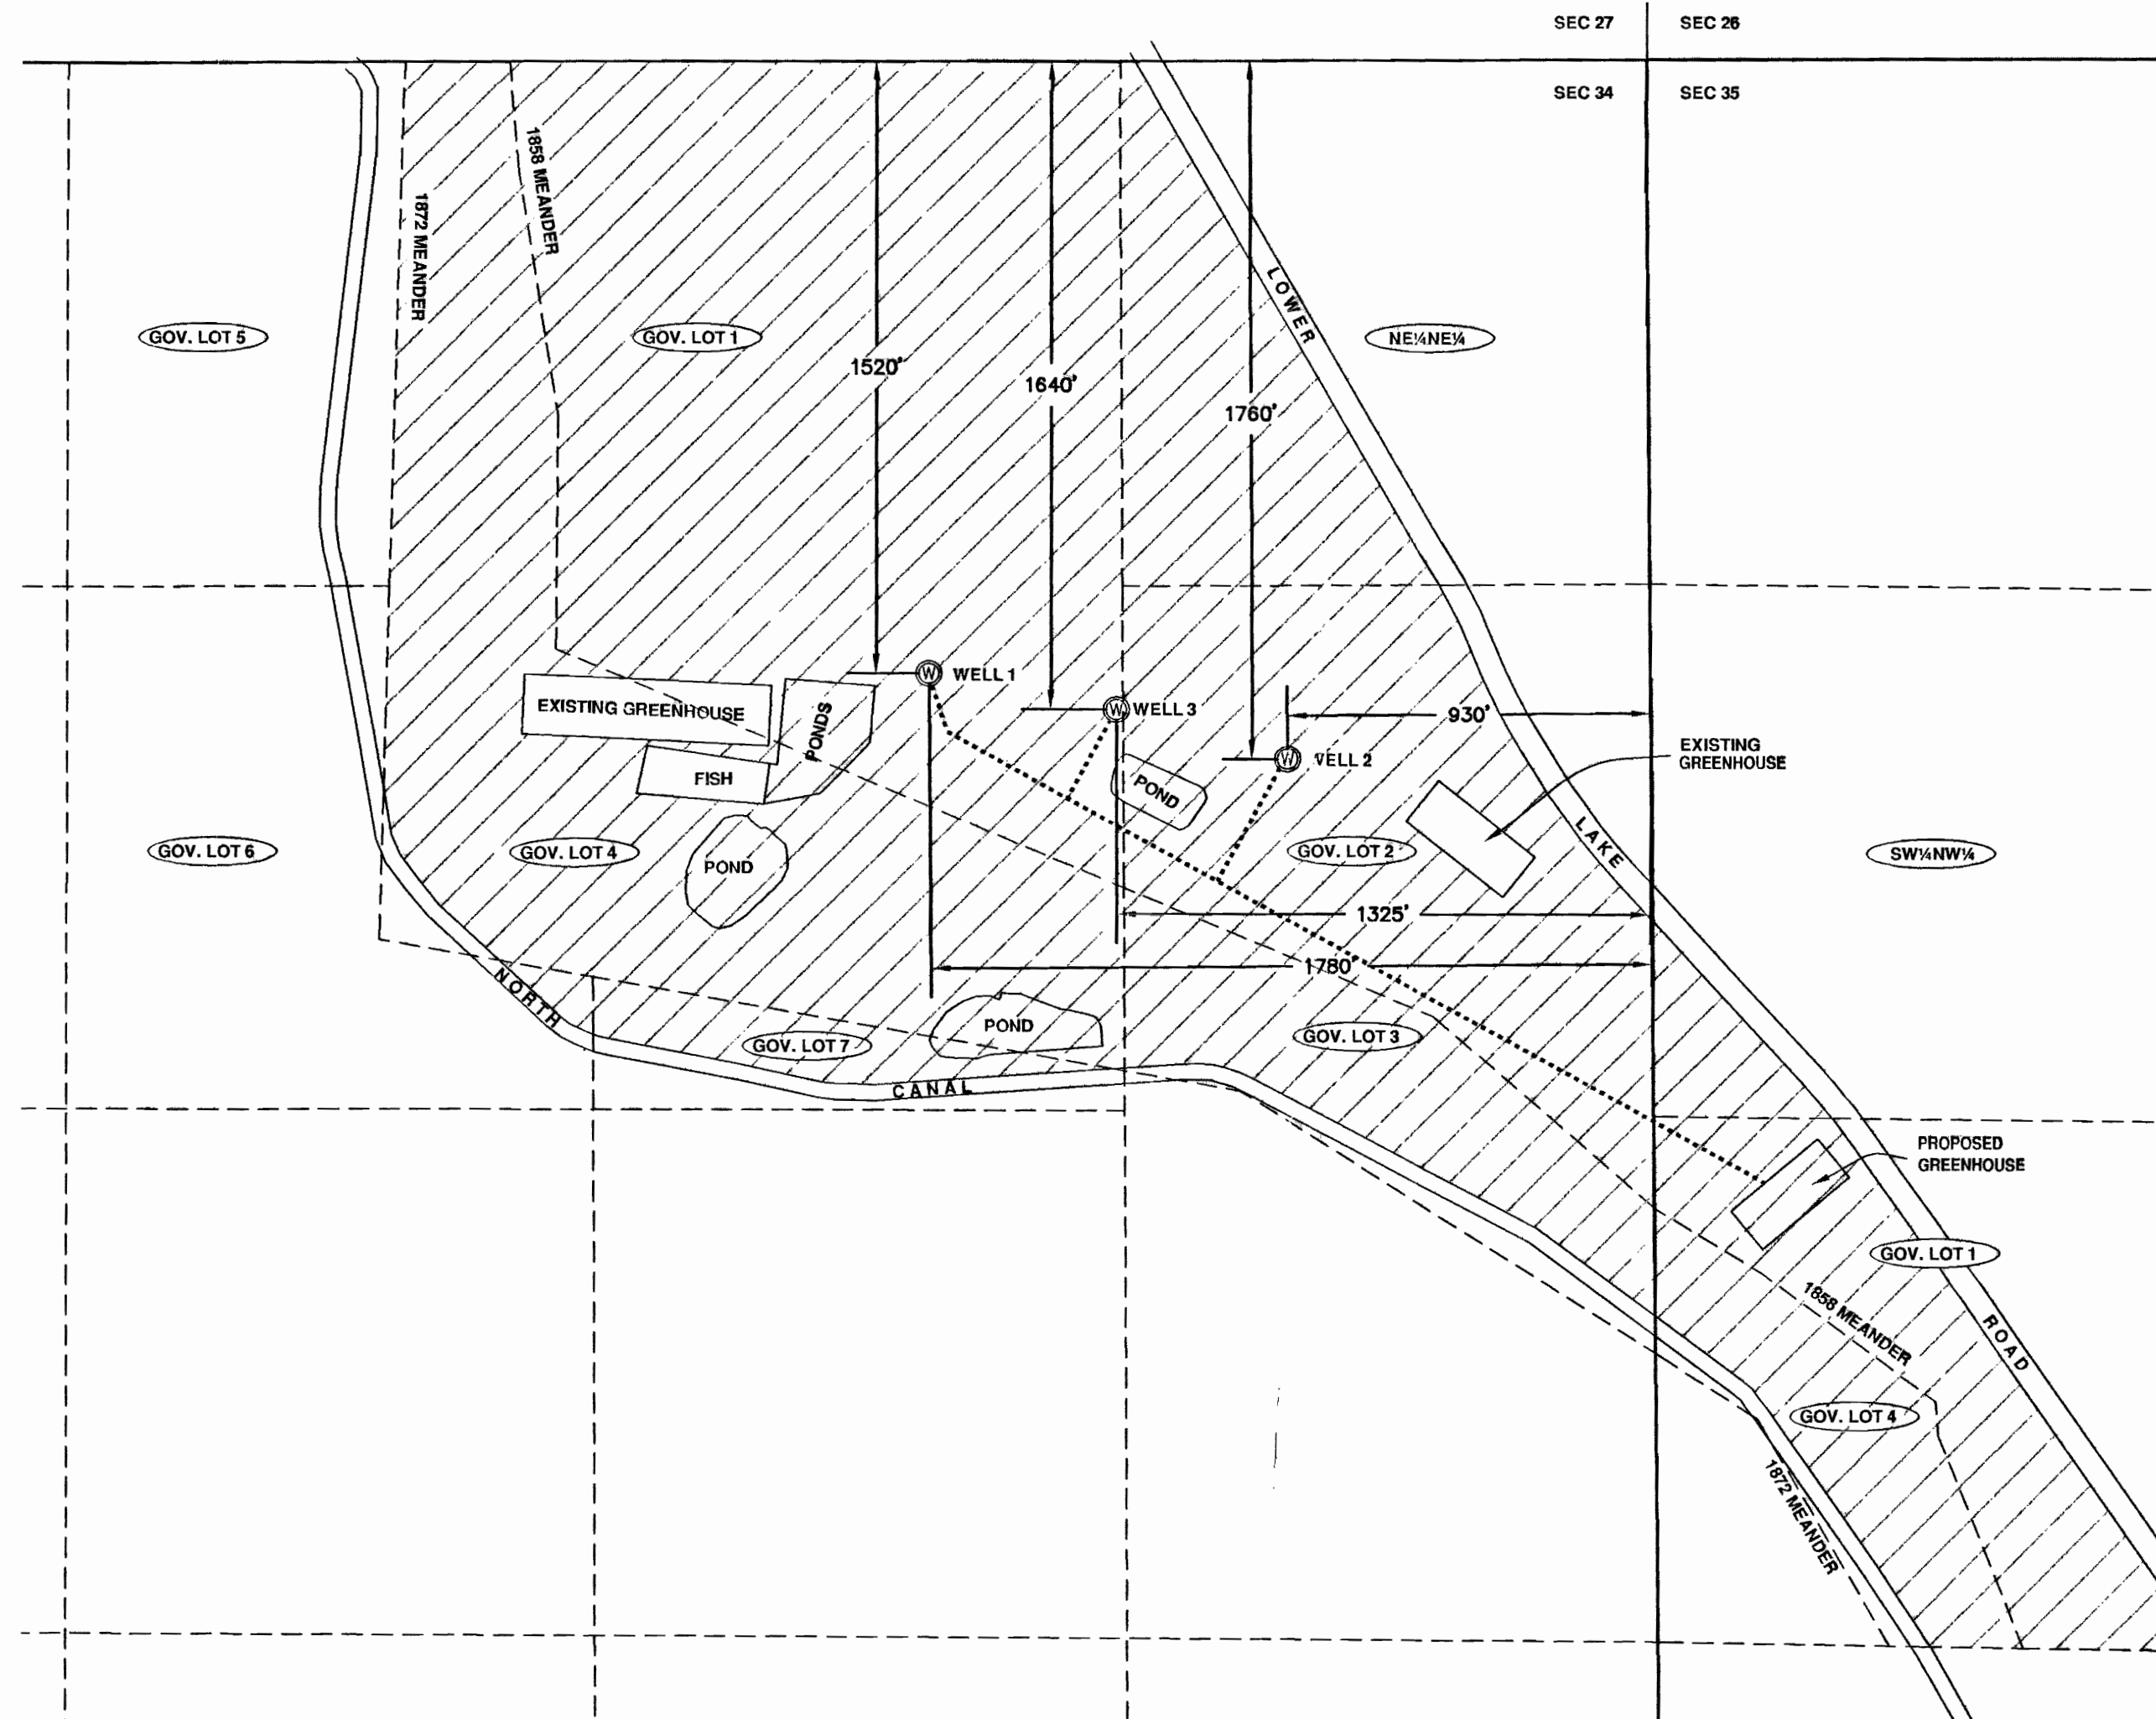 SEC 27
SEC 26
SEC 34
SEC 35
1858 MEANDER
1872 MEANDER
LOWER
GOV. LOT 5
GOV. LOT 1
NE¼NE¼
1520'
1640'
1760'
WELL 1
W
WELL 3
W
930'
EXISTING GREENHOUSE
PONDS
VELL 2
W
EXISTING
GREENHOUSE
FISH
POND
LAKE
GOV. LOT 6
GOV. LOT 4
POND
GOV. LOT 2
SW¼NW¼
1325'
1780'
NORTH
POND
GOV. LOT 7
GOV. LOT 3
CANAL
PROPOSED
GREENHOUSE
GOV. LOT 1
1858 MEANDER
ROAD
GOV. LOT 4
1872 MEANDER